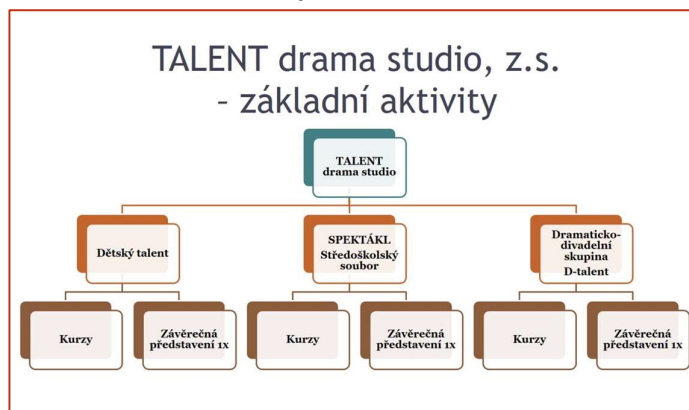 TALENT drama studio, z.s.
- základní aktivity
TALENT
drama studio
Dětský talent
SPEKTÁKL
Středoškolský
soubor
Dramaticko-
divadelní
skupina
D-talent
Kurzy
Závěrečná
představení 1x
Kurzy
Závěrečná
představení 1x
Kurzy
Závěrečná
představení 1x